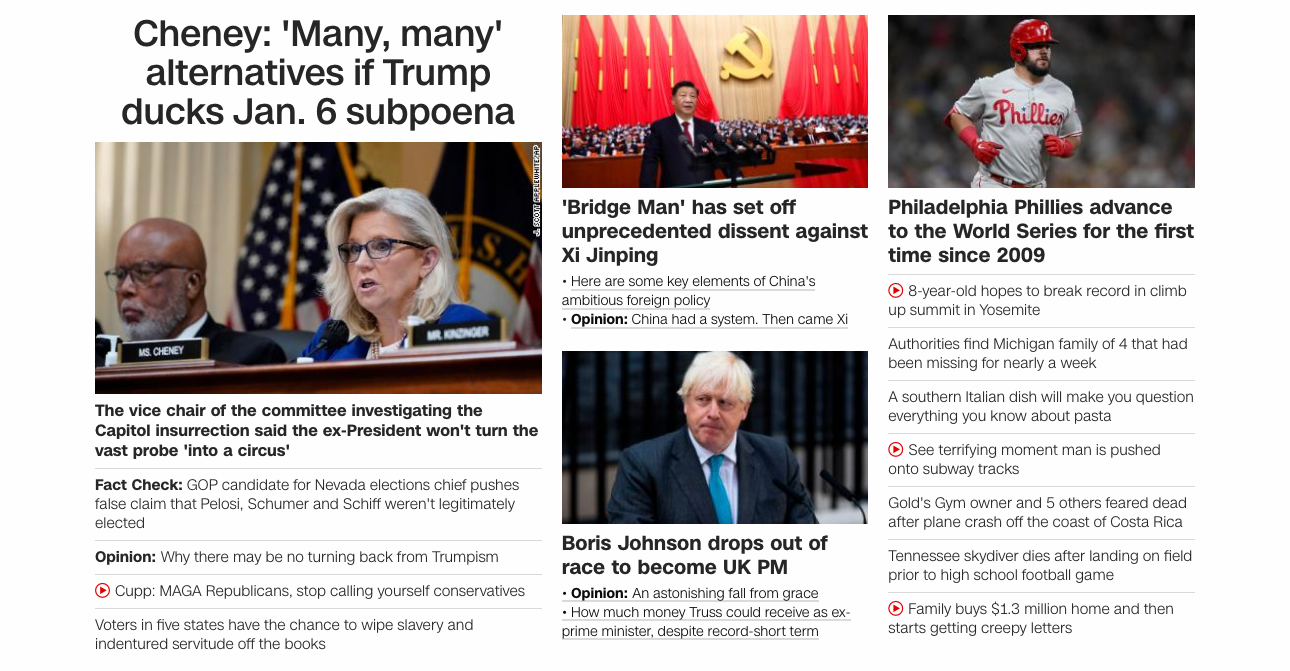 Cheney: 'Many, many'
alternatives if Trump
ducks Jan. 6 subpoena
J. SCOTT APPLEWHITE/AP
MS. CHENEY
MR. KINZINGER
The vice chair of the committee investigating the
Capitol insurrection said the ex-President won't turn the
vast probe 'into a circus'
Fact Check: GOP candidate for Nevada elections chief pushes
false claim that Pelosi, Schumer and Schiff weren't legitimately
elected
Opinion: Why there may be no turning back from Trumpism
Cupp: MAGA Republicans, stop calling yourself conservatives
Voters in five states have the chance to wipe slavery and
indentured servitude off the books
'Bridge Man' has set off
unprecedented dissent against
Xi Jinping
• Here are some key elements of China's
ambitious foreign policy
• Opinion: China had a system. Then came Xi
Boris Johnson drops out of
race to become UK PM
• Opinion: An astonishing fall from grace
• How much money Truss could receive as ex-
prime minister, despite record-short term
Phillies
Philadelphia Phillies advance
to the World Series for the first
time since 2009
8-year-old hopes to break record in climb
up summit in Yosemite
Authorities find Michigan family of 4 that had
been missing for nearly a week
A southern Italian dish will make you question
everything you know about pasta
See terrifying moment man is pushed
onto subway tracks
Gold's Gym owner and 5 others feared dead
after plane crash off the coast of Costa Rica
Tennessee skydiver dies after landing on field
prior to high school football game
Family buys $1.3 million home and then
starts getting creepy letters